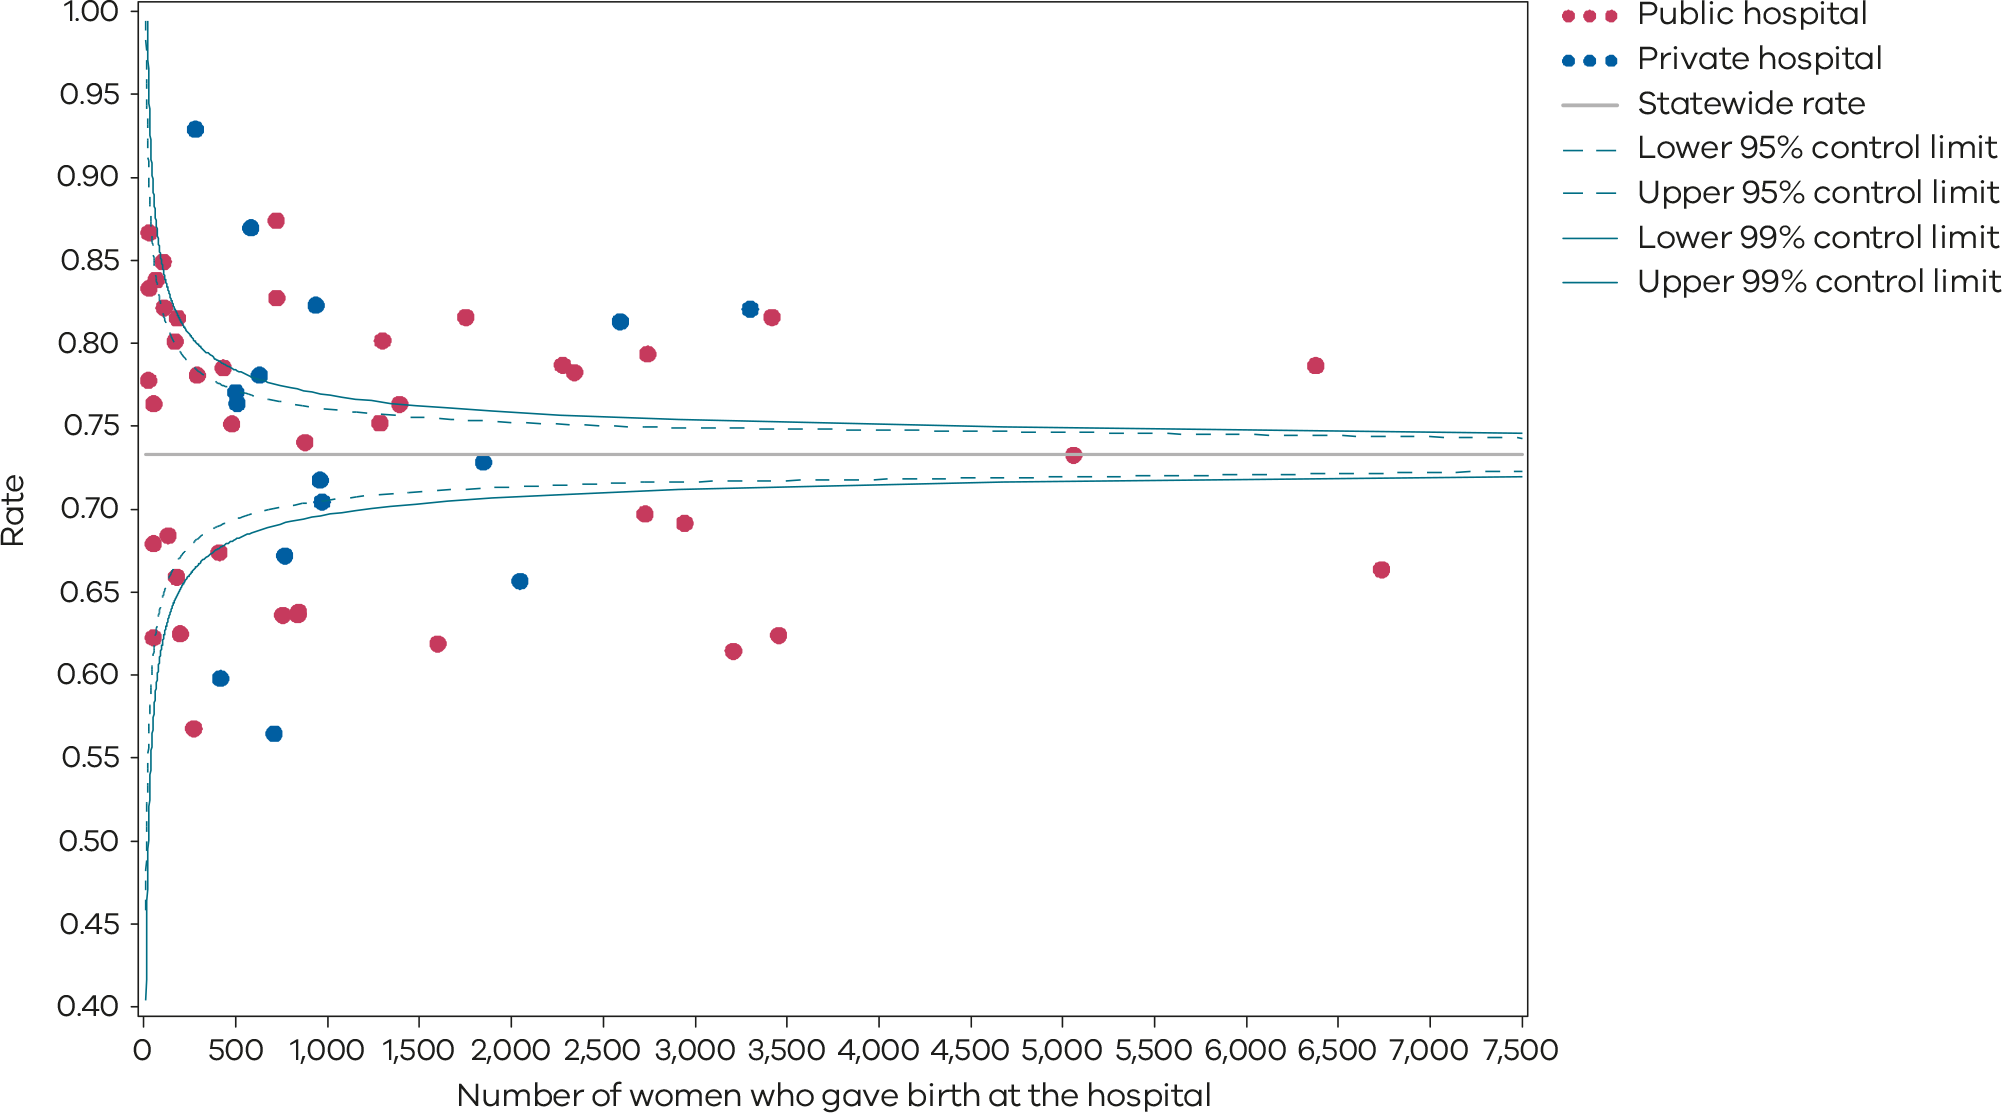 1.00
0.95
0.90
0.85
0.80
0.75
0.70
0.65
0.60
0.55
0.50
0.45
0.40
Rate
0 500 1,000 1,500 2,000 2,500 3,000 3,500 4,000 4,500 5,000 5,500 6,000 6,500 7,000 7,500
Number of women who gave birth at the hospital
Public hospital
Private hospital
Statewide rate
Lower 95% control limit
Upper 95% control limit
Lower 99% control limit
Upper 99% control limit